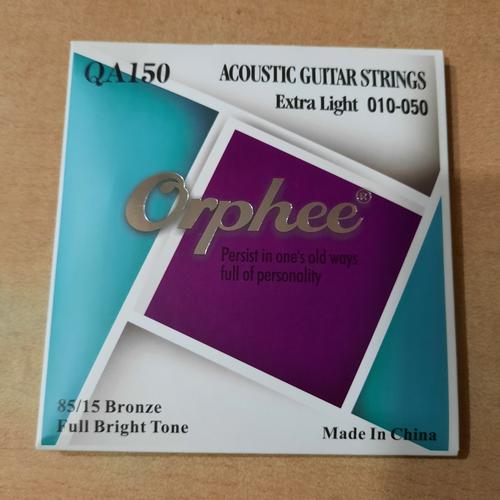 QA150
ACOUSTIC GUITAR STRINGS
Extra Light 010-050
Orphee®
Persist in one's old ways
full of personality
85/15 Bronze
Full Bright Tone
Made In China